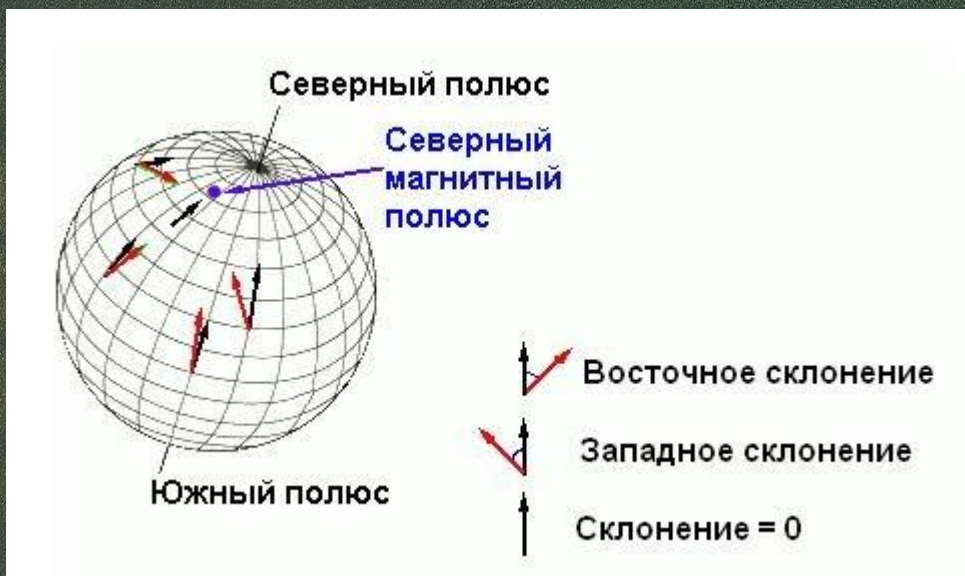 Северный полюс
Северный
магнитный
полюс
Восточное склонение
Западное склонение
Южный полюс
Склонение = 0